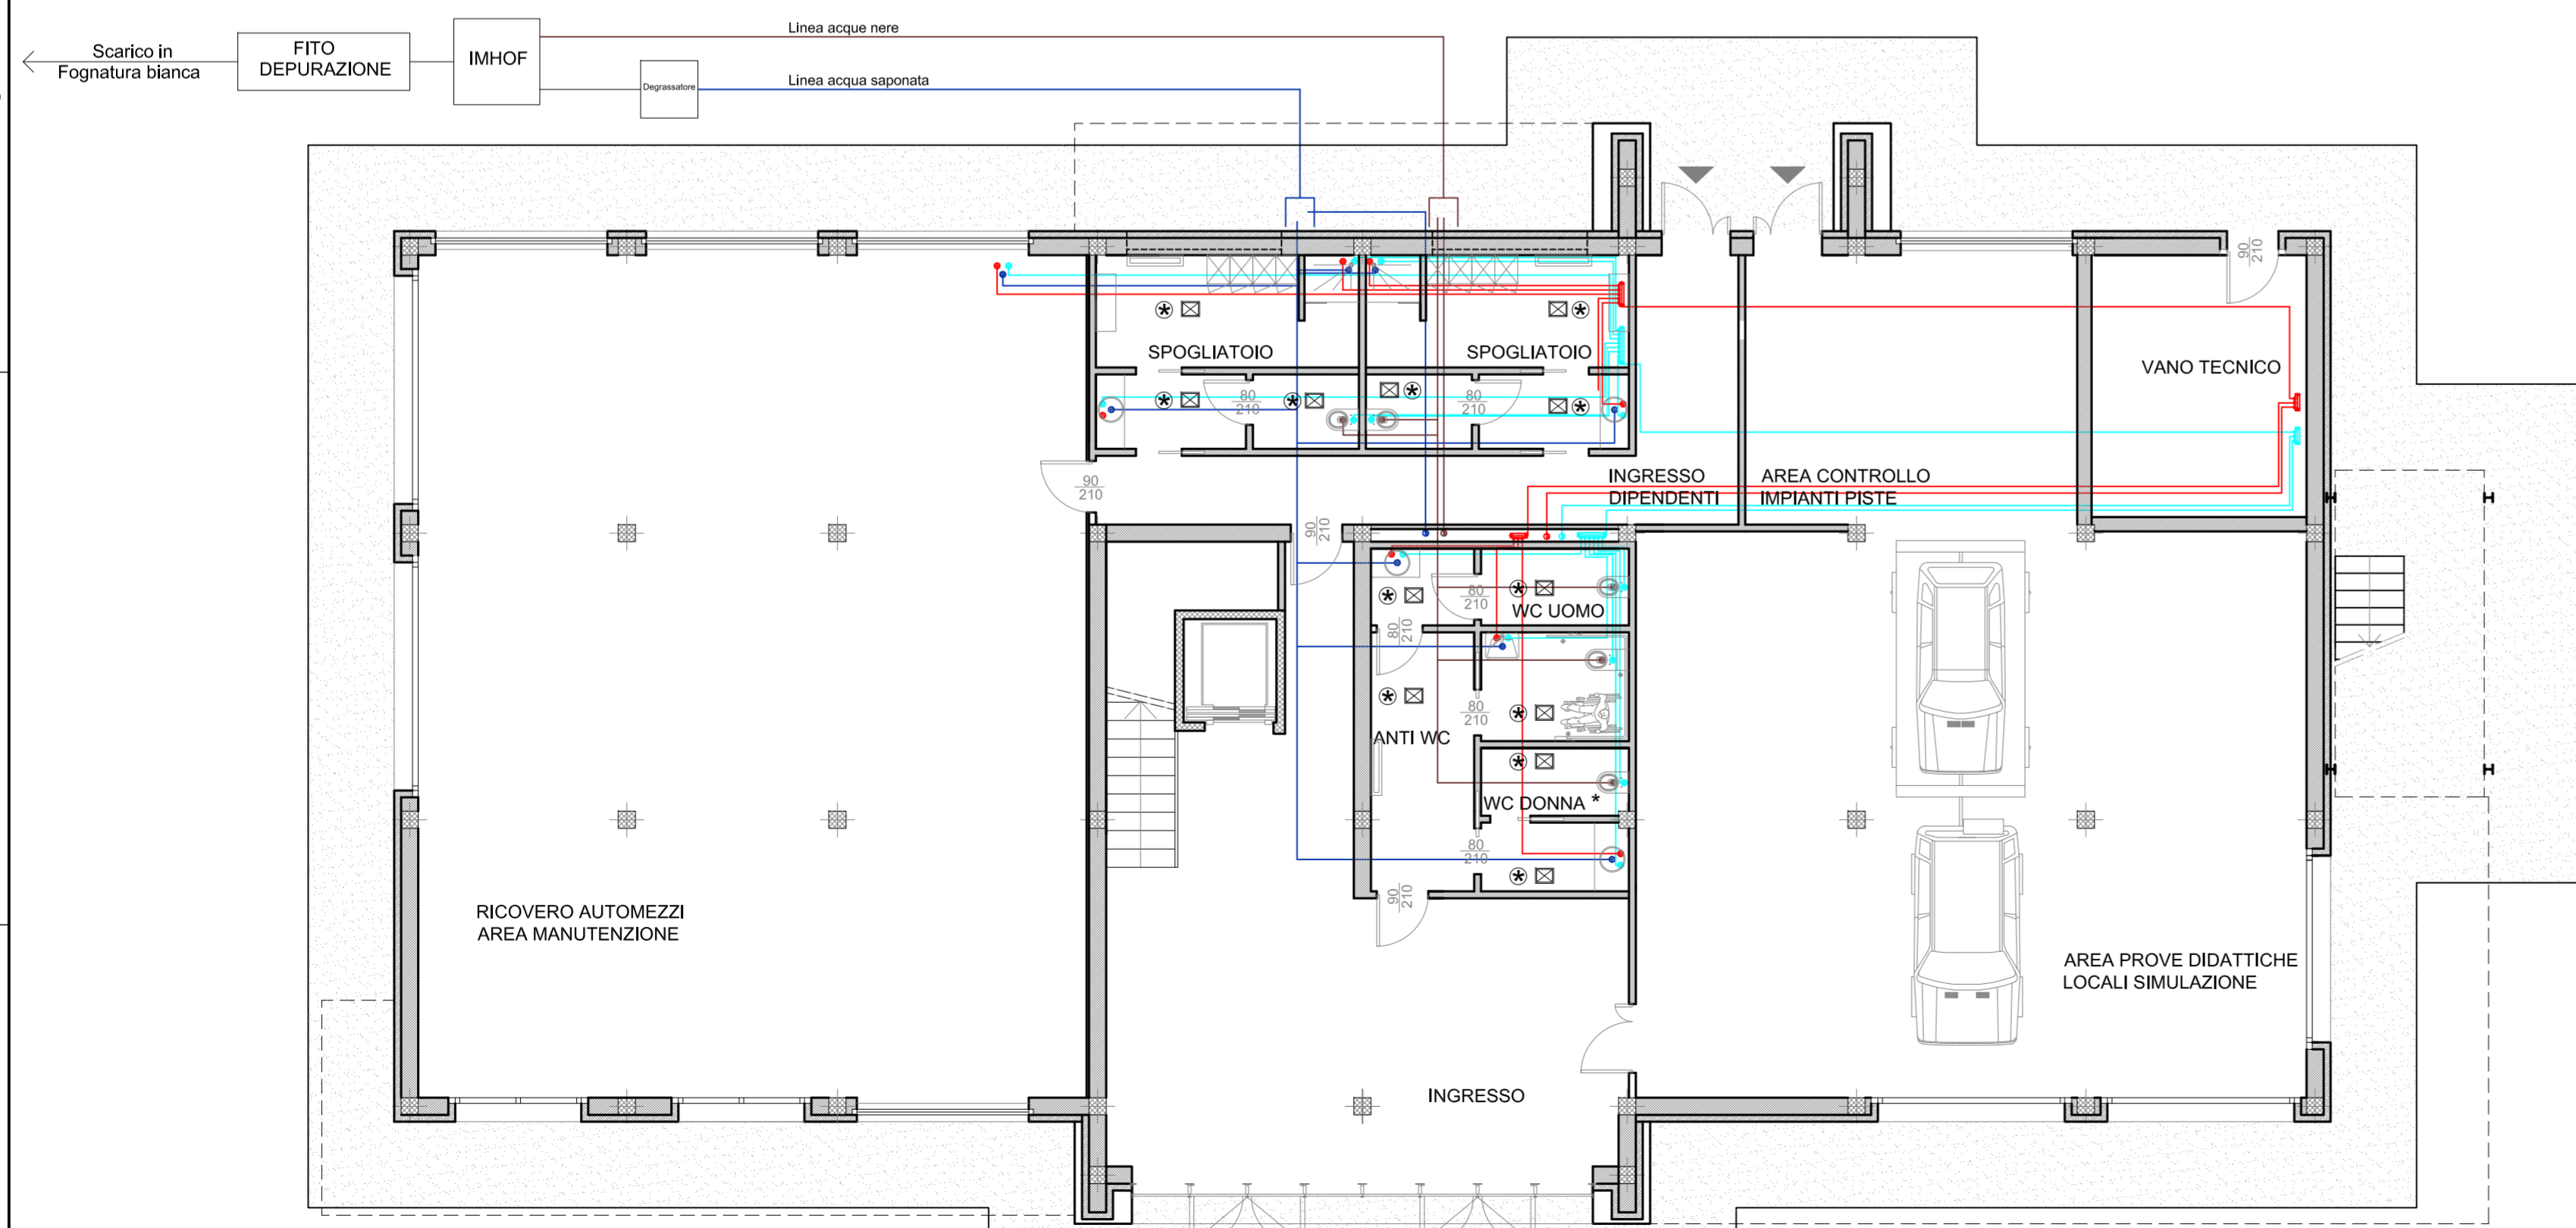 Linea acque nere
Scarico in
Fognatura bianca
FITO
DEPURAZIONE
IMHOF
Linea acqua saponata
Degrassatore
90
210
SPOGLIATOIO
SPOGLIATOIO
VANO TECNICO
80
210
80
210
90
210
INGRESSO
DIPENDENTI
AREA CONTROLLO
IMPIANTI PISTE
90
210
80
210
WC UOMO
80
210
80
210
ANTI WC
WC DONNA *
80
210
90
210
RICOVERO AUTOMEZZI
AREA MANUTENZIONE
AREA PROVE DIDATTICHE
LOCALI SIMULAZIONE
INGRESSO